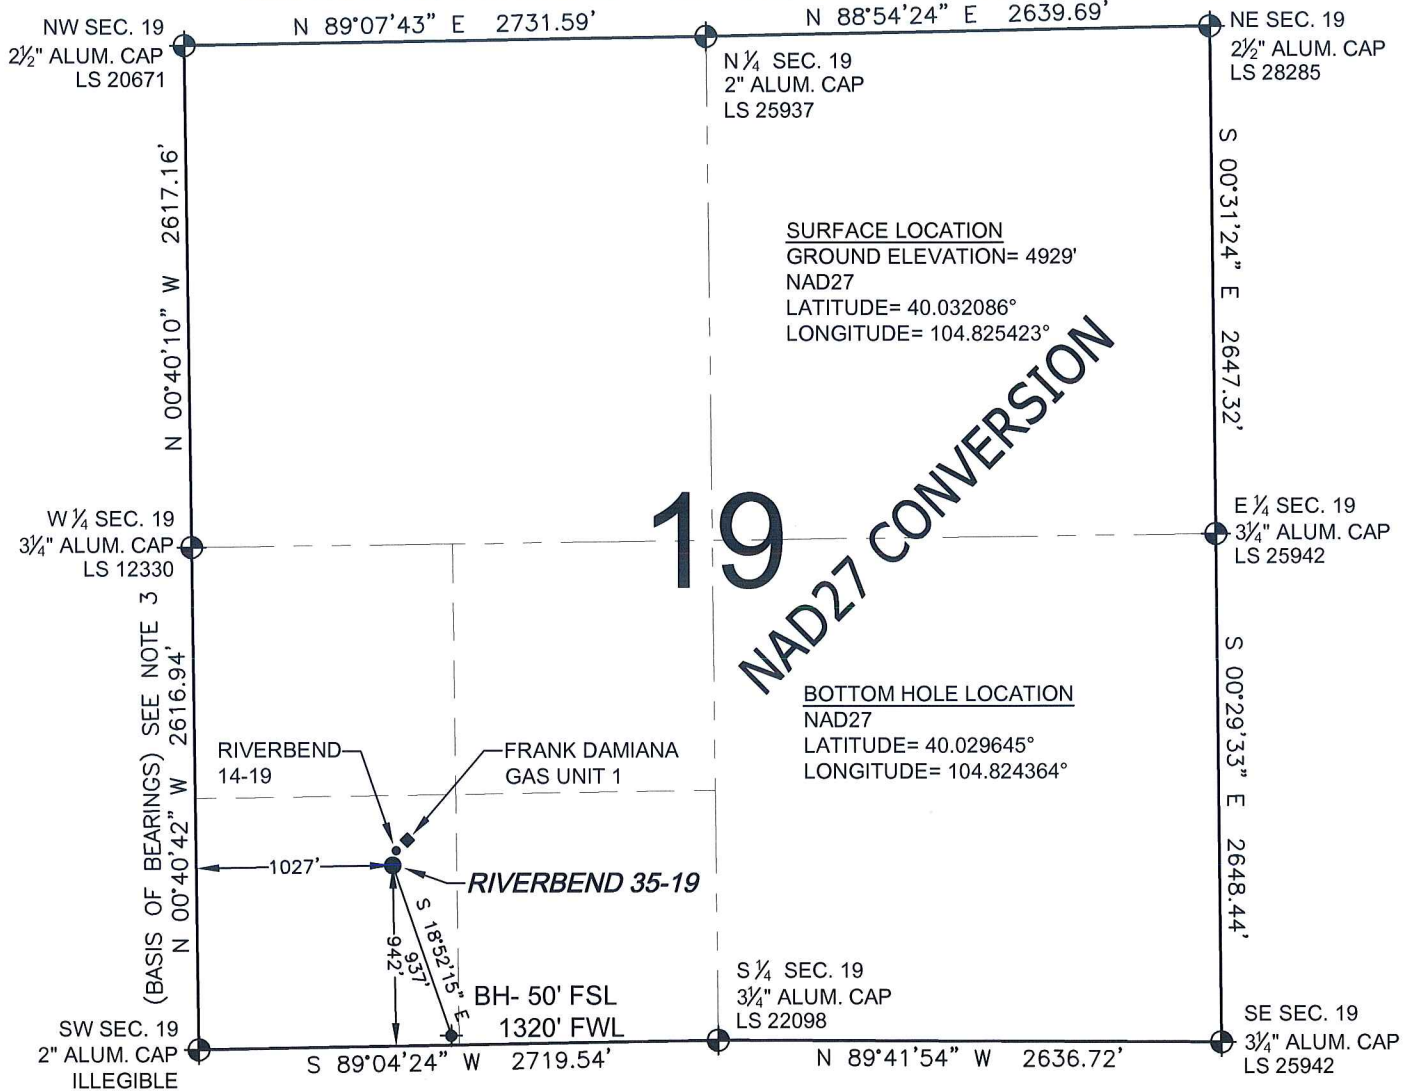 NW SEC. 19
2½" ALUM. CAP
LS 20671
N 89°07'43" E 2731.59'
N 88°54'24" E 2639.69'
NE SEC. 19
2½" ALUM. CAP
LS 28285
N ¼ SEC. 19
2" ALUM. CAP
LS 25937
N 00°40'10" W 2617.16'
S 00°31'24" E 2647.32'
SURFACE LOCATION
GROUND ELEVATION= 4929'
NAD27
LATITUDE= 40.032086°
LONGITUDE= 104.825423°
NAD27 CONVERSION
19
W ¼ SEC. 19
3¼" ALUM. CAP
LS 12330
E ¼ SEC. 19
3¼" ALUM. CAP
LS 25942
(BASIS OF BEARINGS) SEE NOTE 3
N 00°40'42" W 2616.94'
S 00°29'33" E 2648.44'
BOTTOM HOLE LOCATION
NAD27
LATITUDE= 40.029645°
LONGITUDE= 104.824364°
RIVERBEND
14-19
FRANK DAMIANA
GAS UNIT 1
1027'
RIVERBEND 35-19
S 18°52'15" E
937'
942'
BH- 50' FSL
1320' FWL
S ¼ SEC. 19
3¼" ALUM. CAP
LS 22098
SW SEC. 19
2" ALUM. CAP
ILLEGIBLE
S 89°04'24" W 2719.54'
N 89°41'54" W 2636.72'
SE SEC. 19
3¼" ALUM. CAP
LS 25942